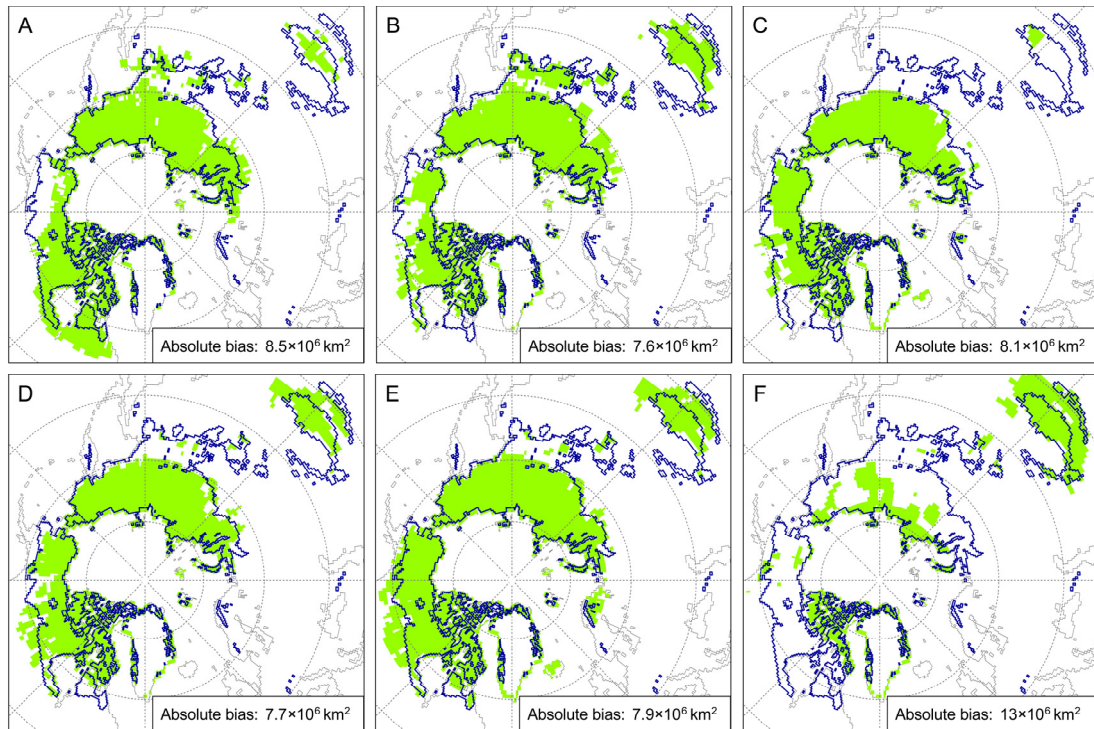 A
Absolute bias: 8.5×10⁶ km²
B
Absolute bias: 7.6×10⁶ km²
C
Absolute bias: 8.1×10⁶ km²
D
Absolute bias: 7.7×10⁶ km²
E
Absolute bias: 7.9×10⁶ km²
F
Absolute bias: 13×10⁶ km²